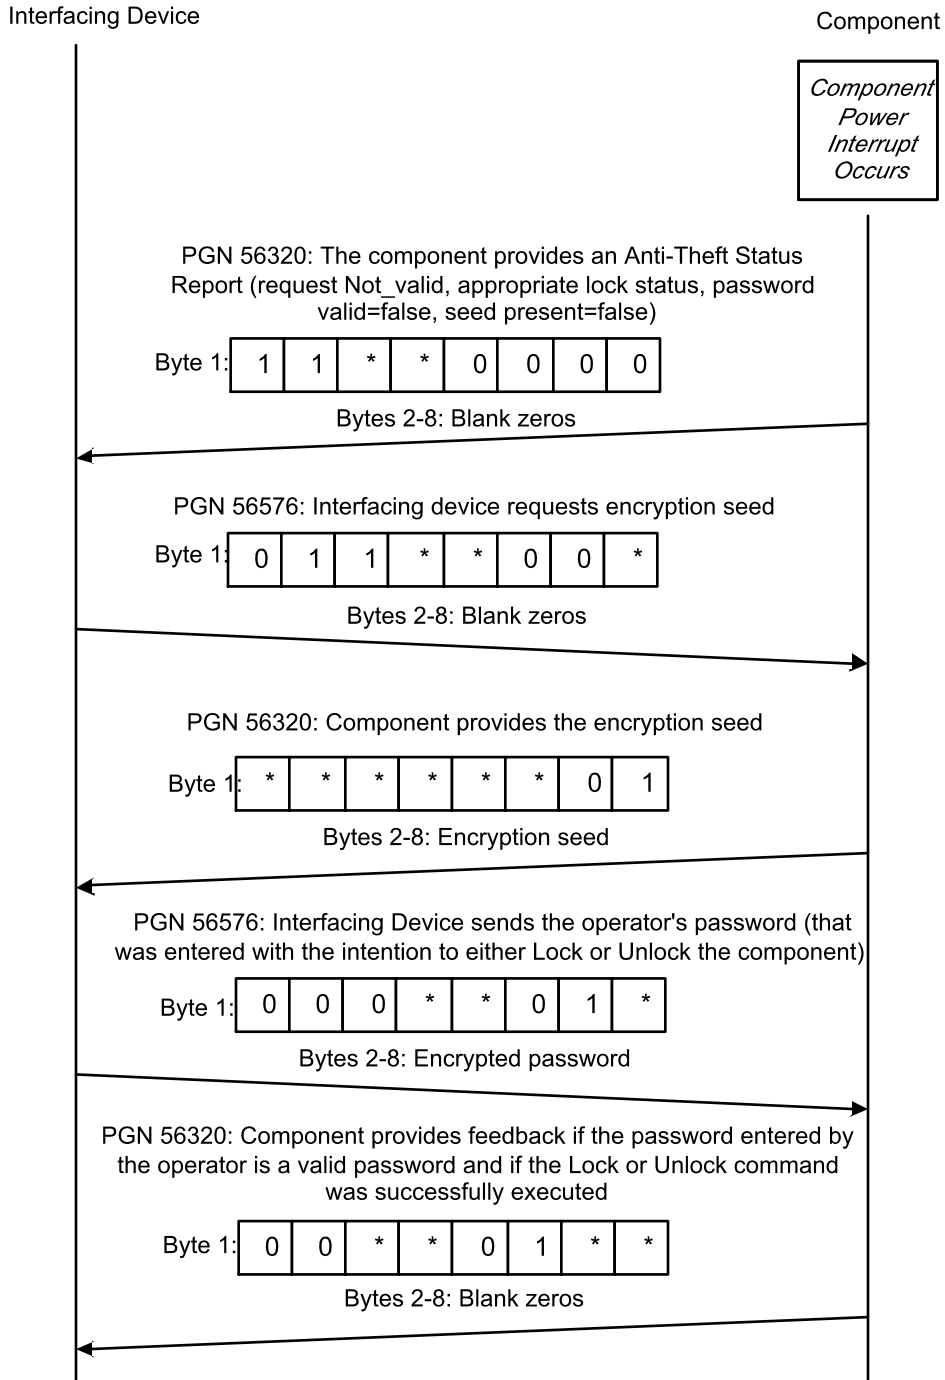 Interfacing Device
Component
Component
Power
Interrupt
Occurs
PGN 56320: The component provides an Anti-Theft Status
Report (request Not_valid, appropriate lock status, password
valid=false, seed present=false)
Byte 1: 1 1 * * 0 0 0 0
Bytes 2-8: Blank zeros
PGN 56576: Interfacing device requests encryption seed
Byte 1: 0 1 1 * * 0 0 *
Bytes 2-8: Blank zeros
PGN 56320: Component provides the encryption seed
Byte 1: * * * * * * 0 1
Bytes 2-8: Encryption seed
PGN 56576: Interfacing Device sends the operator's password (that
was entered with the intention to either Lock or Unlock the component)
Byte 1: 0 0 0 * * 0 1 *
Bytes 2-8: Encrypted password
PGN 56320: Component provides feedback if the password entered by
the operator is a valid password and if the Lock or Unlock command
was successfully executed
Byte 1: 0 0 * * 0 1 * *
Bytes 2-8: Blank zeros